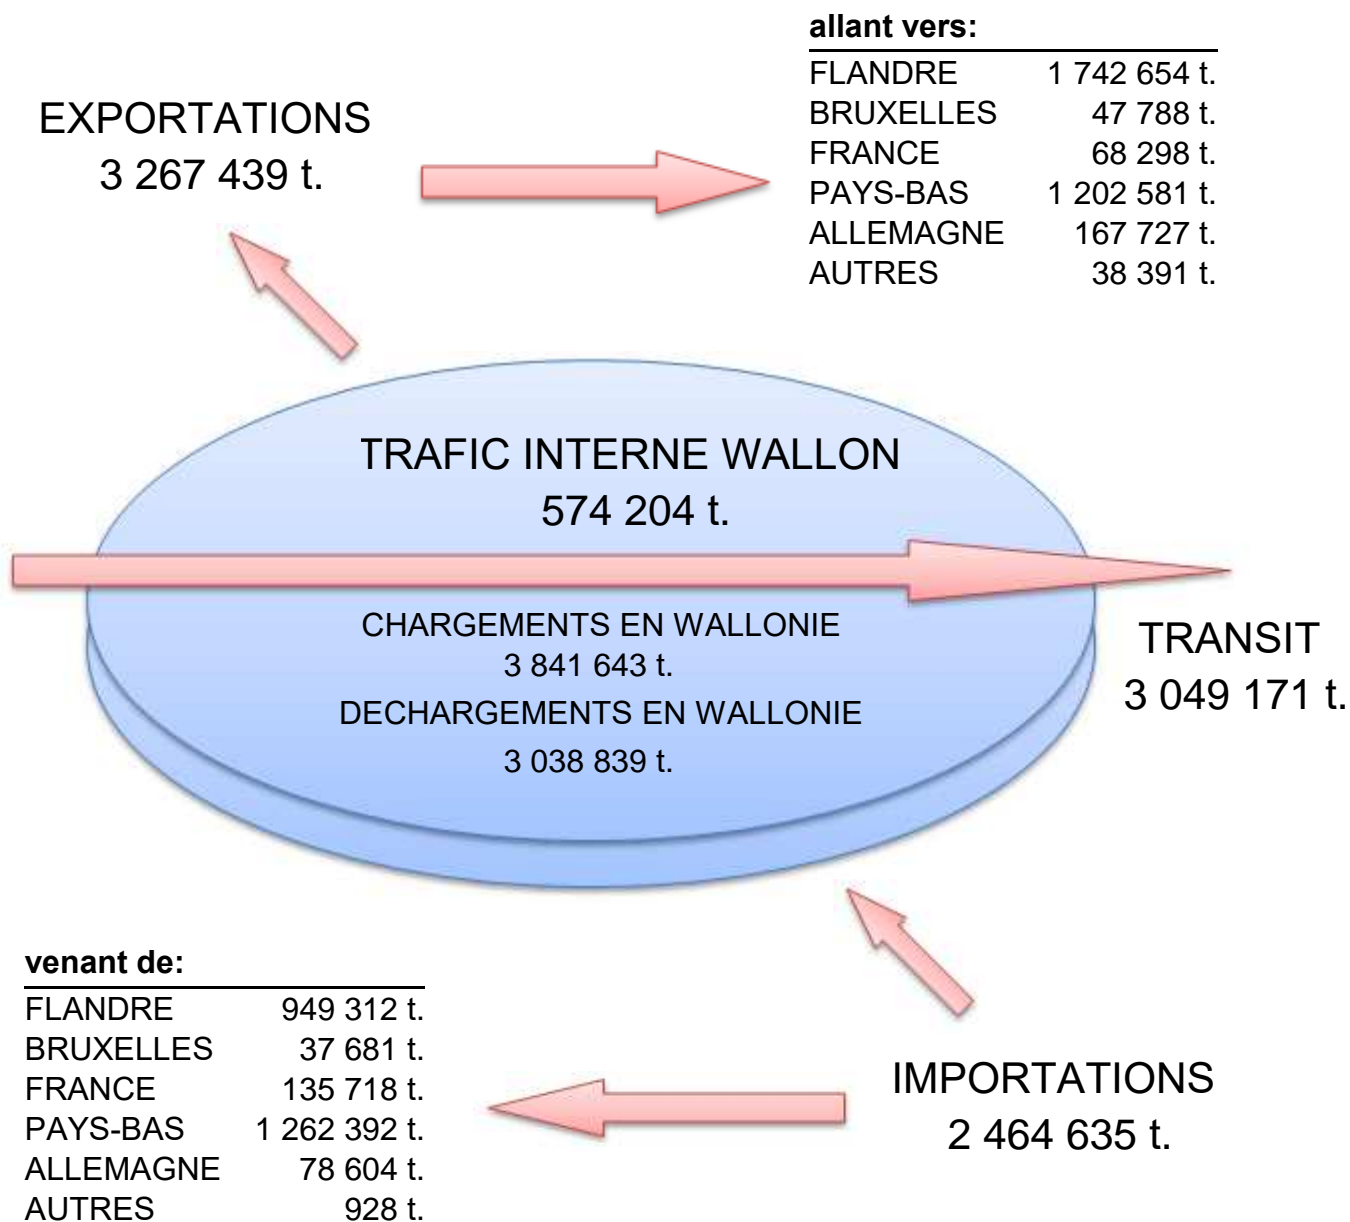 allant vers:
FLANDRE 1 742 654 t.
BRUXELLES 47 788 t.
FRANCE 68 298 t.
PAYS-BAS 1 202 581 t.
ALLEMAGNE 167 727 t.
AUTRES 38 391 t.
EXPORTATIONS
3 267 439 t.
TRAFIC INTERNE WALLON
574 204 t.
CHARGEMENTS EN WALLONIE
3 841 643 t.
DECHARGEMENTS EN WALLONIE
3 038 839 t.
TRANSIT
3 049 171 t.
venant de:
FLANDRE 949 312 t.
BRUXELLES 37 681 t.
FRANCE 135 718 t.
PAYS-BAS 1 262 392 t.
ALLEMAGNE 78 604 t.
AUTRES 928 t.
IMPORTATIONS
2 464 635 t.